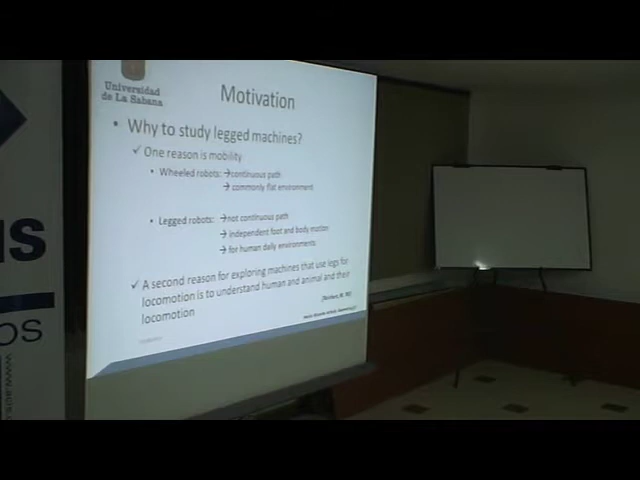 Universidad
de La Sabana
Motivation
• Why to study legged machines?
✓ One reason is mobility
• Wheeled robots: →continuous path
→ commonly flat environment
• Legged robots: →not continuous path
→ independent foot and body motion
→ for human daily environments
✓ A second reason for exploring machines that use legs for
locomotion is to understand human and animal and their
locomotion